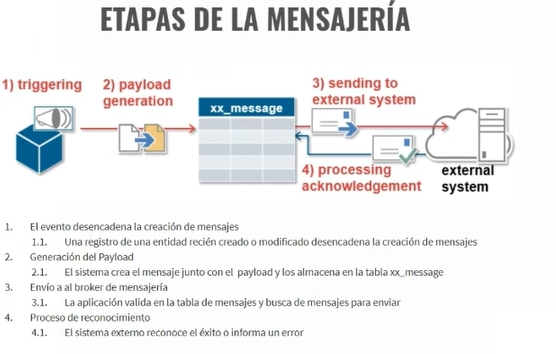 ETAPAS DE LA MENSAJERÍA
1) triggering
2) payload
generation
xx_message
3) sending to
external system
4) processing
acknowledgement
external
system
1. El evento desencadena la creación de mensajes
1.1. Una registro de una entidad recién creado o modificado desencadena la creación de mensajes
2. Generación del Payload
2.1. El sistema crea el mensaje junto con el payload y los almacena en la tabla xx_message
3. Envío a al broker de mensajería
3.1. La aplicación valida en la tabla de mensajes y busca de mensajes para enviar
4. Proceso de reconocimiento
4.1. El sistema externo reconoce el éxito o informa un error